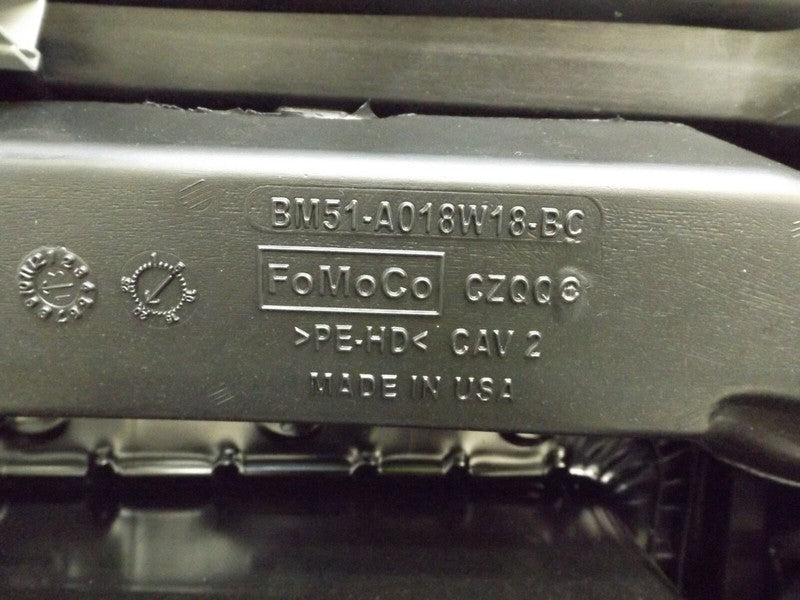 BM51-A018W18-BC
FoMoCo CZQQ
>PE-HD< CAV 2
MADE IN USA